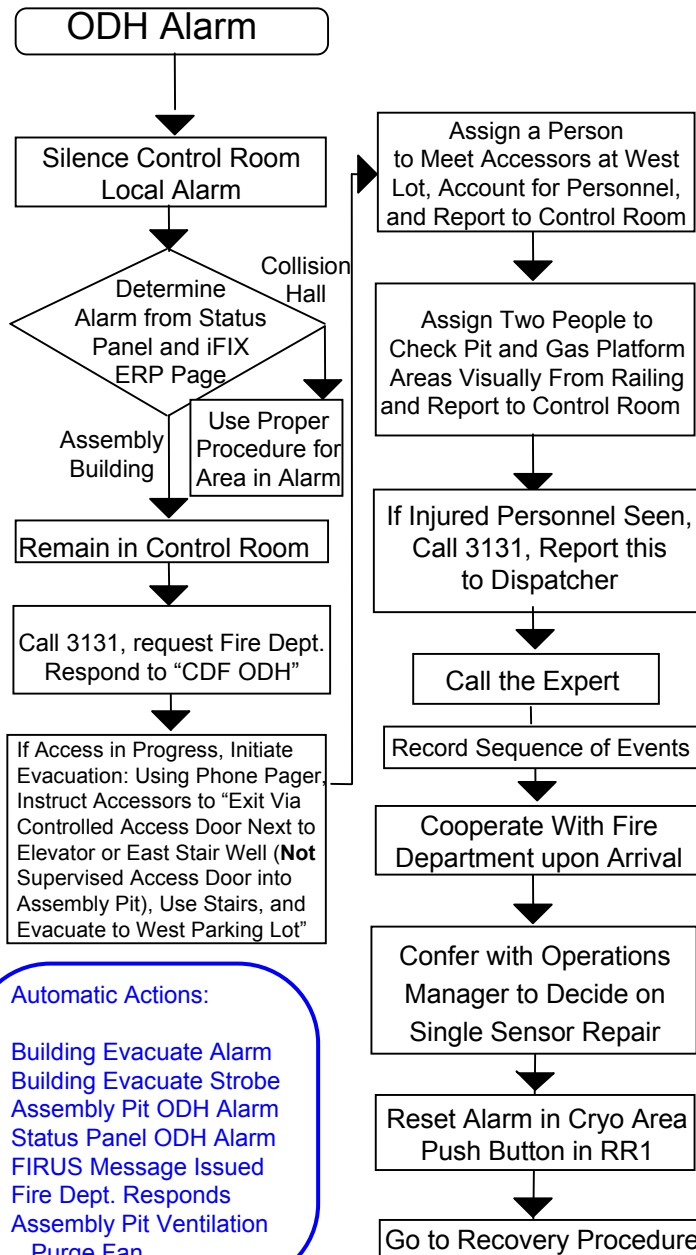 ODH Alarm
Silence Control Room
Local Alarm
Determine
Alarm from Status
Panel and iFIX
ERP Page
Collision
Hall
Use Proper
Procedure for
Area in Alarm
Assembly
Building
Remain in Control Room
Call 3131, request Fire Dept.
Respond to “CDF ODH”
If Access in Progress, Initiate
Evacuation: Using Phone Pager,
Instruct Accessors to “Exit Via
Controlled Access Door Next to
Elevator or East Stair Well (Not
Supervised Access Door into
Assembly Pit), Use Stairs, and
Evacuate to West Parking Lot”
Assign a Person
to Meet Accessors at West
Lot, Account for Personnel,
and Report to Control Room
Assign Two People to
Check Pit and Gas Platform
Areas Visually From Railing
and Report to Control Room
If Injured Personnel Seen,
Call 3131, Report this
to Dispatcher
Call the Expert
Record Sequence of Events
Cooperate With Fire
Department upon Arrival
Confer with Operations
Manager to Decide on
Single Sensor Repair
Reset Alarm in Cryo Area
Push Button in RR1
Go to Recovery Procedure
Automatic Actions:
Building Evacuate Alarm
Building Evacuate Strobe
Assembly Pit ODH Alarm
Status Panel ODH Alarm
FIRUS Message Issued
Fire Dept. Responds
Assembly Pit Ventilation
Purge Fan